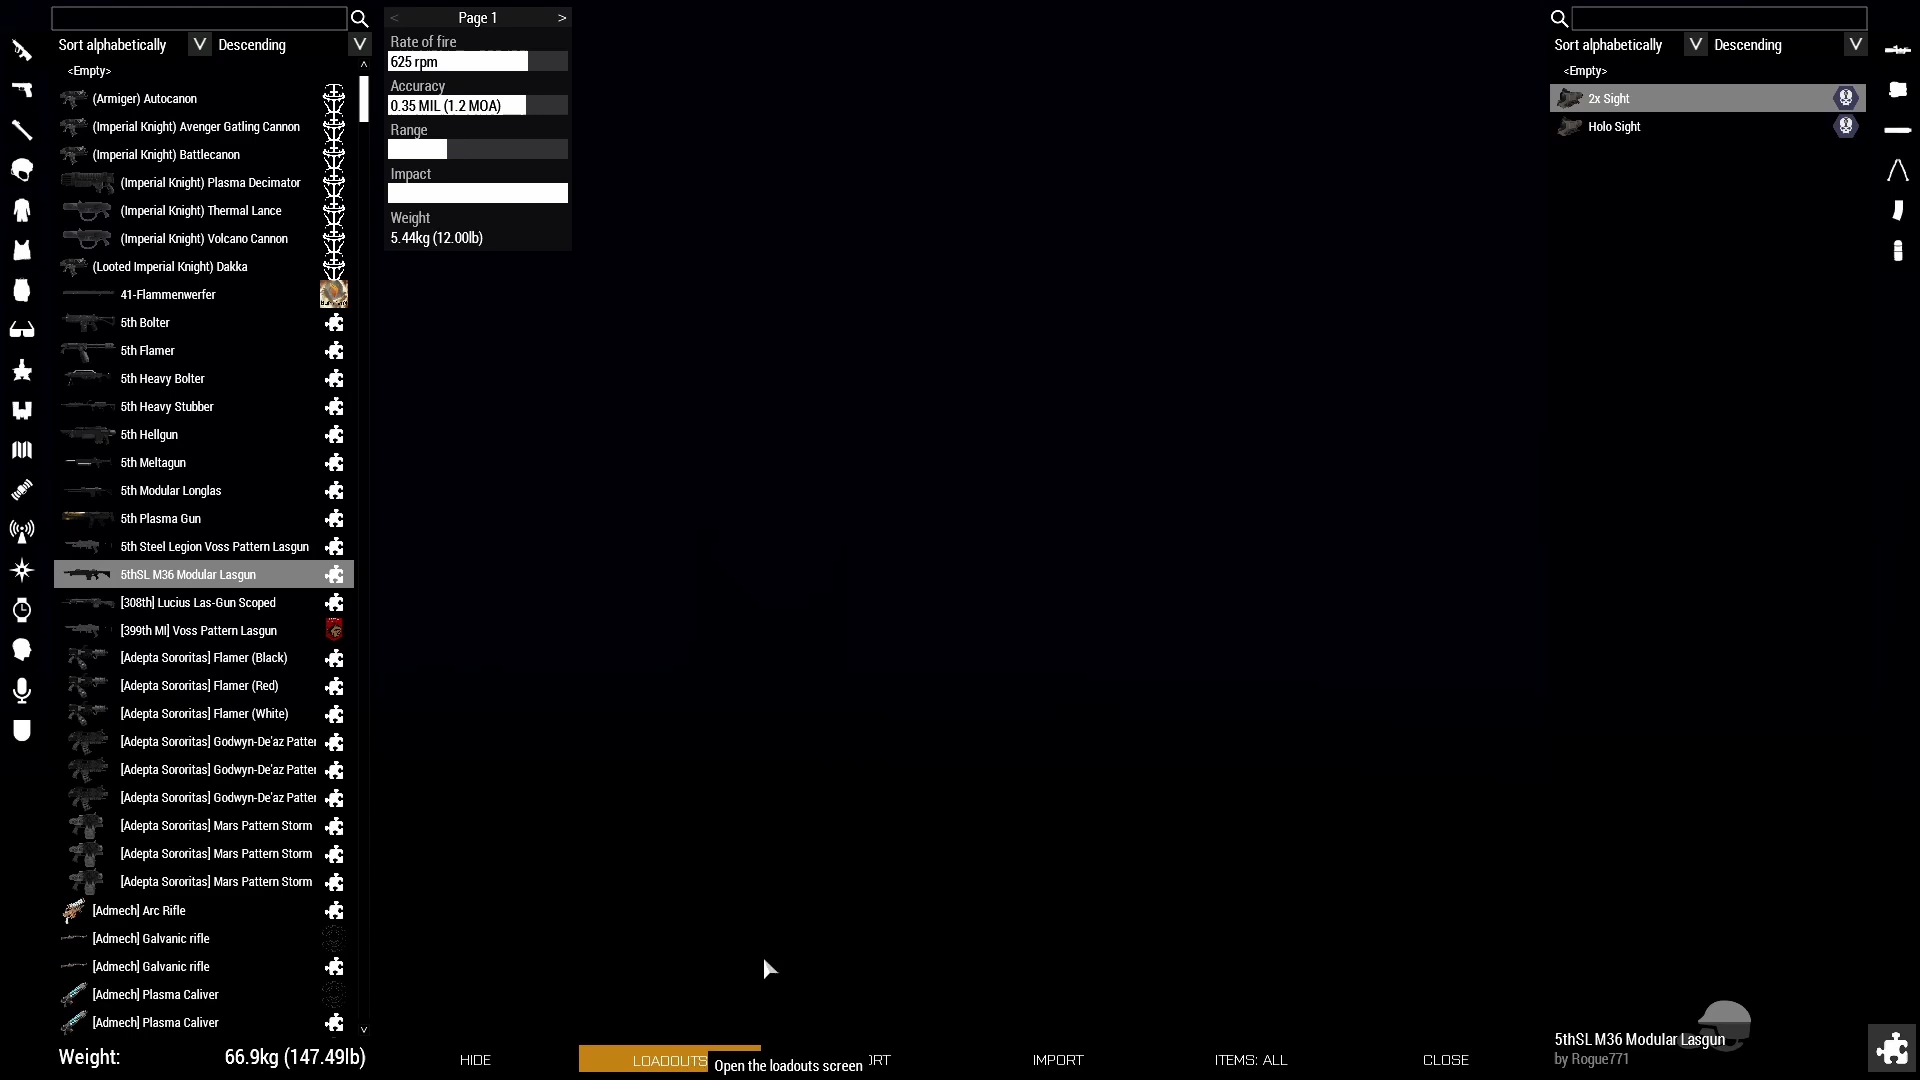 Sort alphabetically
Descending
<Empty>
(Armiger) Autocanon
(Imperial Knight) Avenger Gatling Cannon
(Imperial Knight) Battlecanon
(Imperial Knight) Plasma Decimator
(Imperial Knight) Thermal Lance
(Imperial Knight) Volcano Cannon
(Looted Imperial Knight) Dakka
41-Flammenwerfer
5th Bolter
5th Flamer
5th Heavy Bolter
5th Heavy Stubber
5th Hellgun
5th Meltagun
5th Modular Longlas
5th Plasma Gun
5th Steel Legion Voss Pattern Lasgun
5thSL M36 Modular Lasgun
[308th] Lucius Las-Gun Scoped
[399th MI] Voss Pattern Lasgun
[Adepta Sororitas] Flamer (Black)
[Adepta Sororitas] Flamer (Red)
[Adepta Sororitas] Flamer (White)
[Adepta Sororitas] Godwyn-De'az Patter
[Adepta Sororitas] Godwyn-De'az Patter
[Adepta Sororitas] Godwyn-De'az Patter
[Adepta Sororitas] Mars Pattern Storm
[Adepta Sororitas] Mars Pattern Storm
[Adepta Sororitas] Mars Pattern Storm
[Admech] Arc Rifle
[Admech] Galvanic rifle
[Admech] Galvanic rifle
[Admech] Plasma Caliver
[Admech] Plasma Caliver
Weight: 66.9kg (147.49lb)
< Page 1 >
Rate of fire
625 rpm
Accuracy
0.35 MIL (1.2 MOA)
Range
Impact
Weight
5.44kg (12.00lb)
Sort alphabetically
Descending
<Empty>
2x Sight
Holo Sight
HIDE
LOADOUTS
Open the loadouts screen
ORT
IMPORT
ITEMS: ALL
CLOSE
5thSL M36 Modular Lasgun
by Rogue771